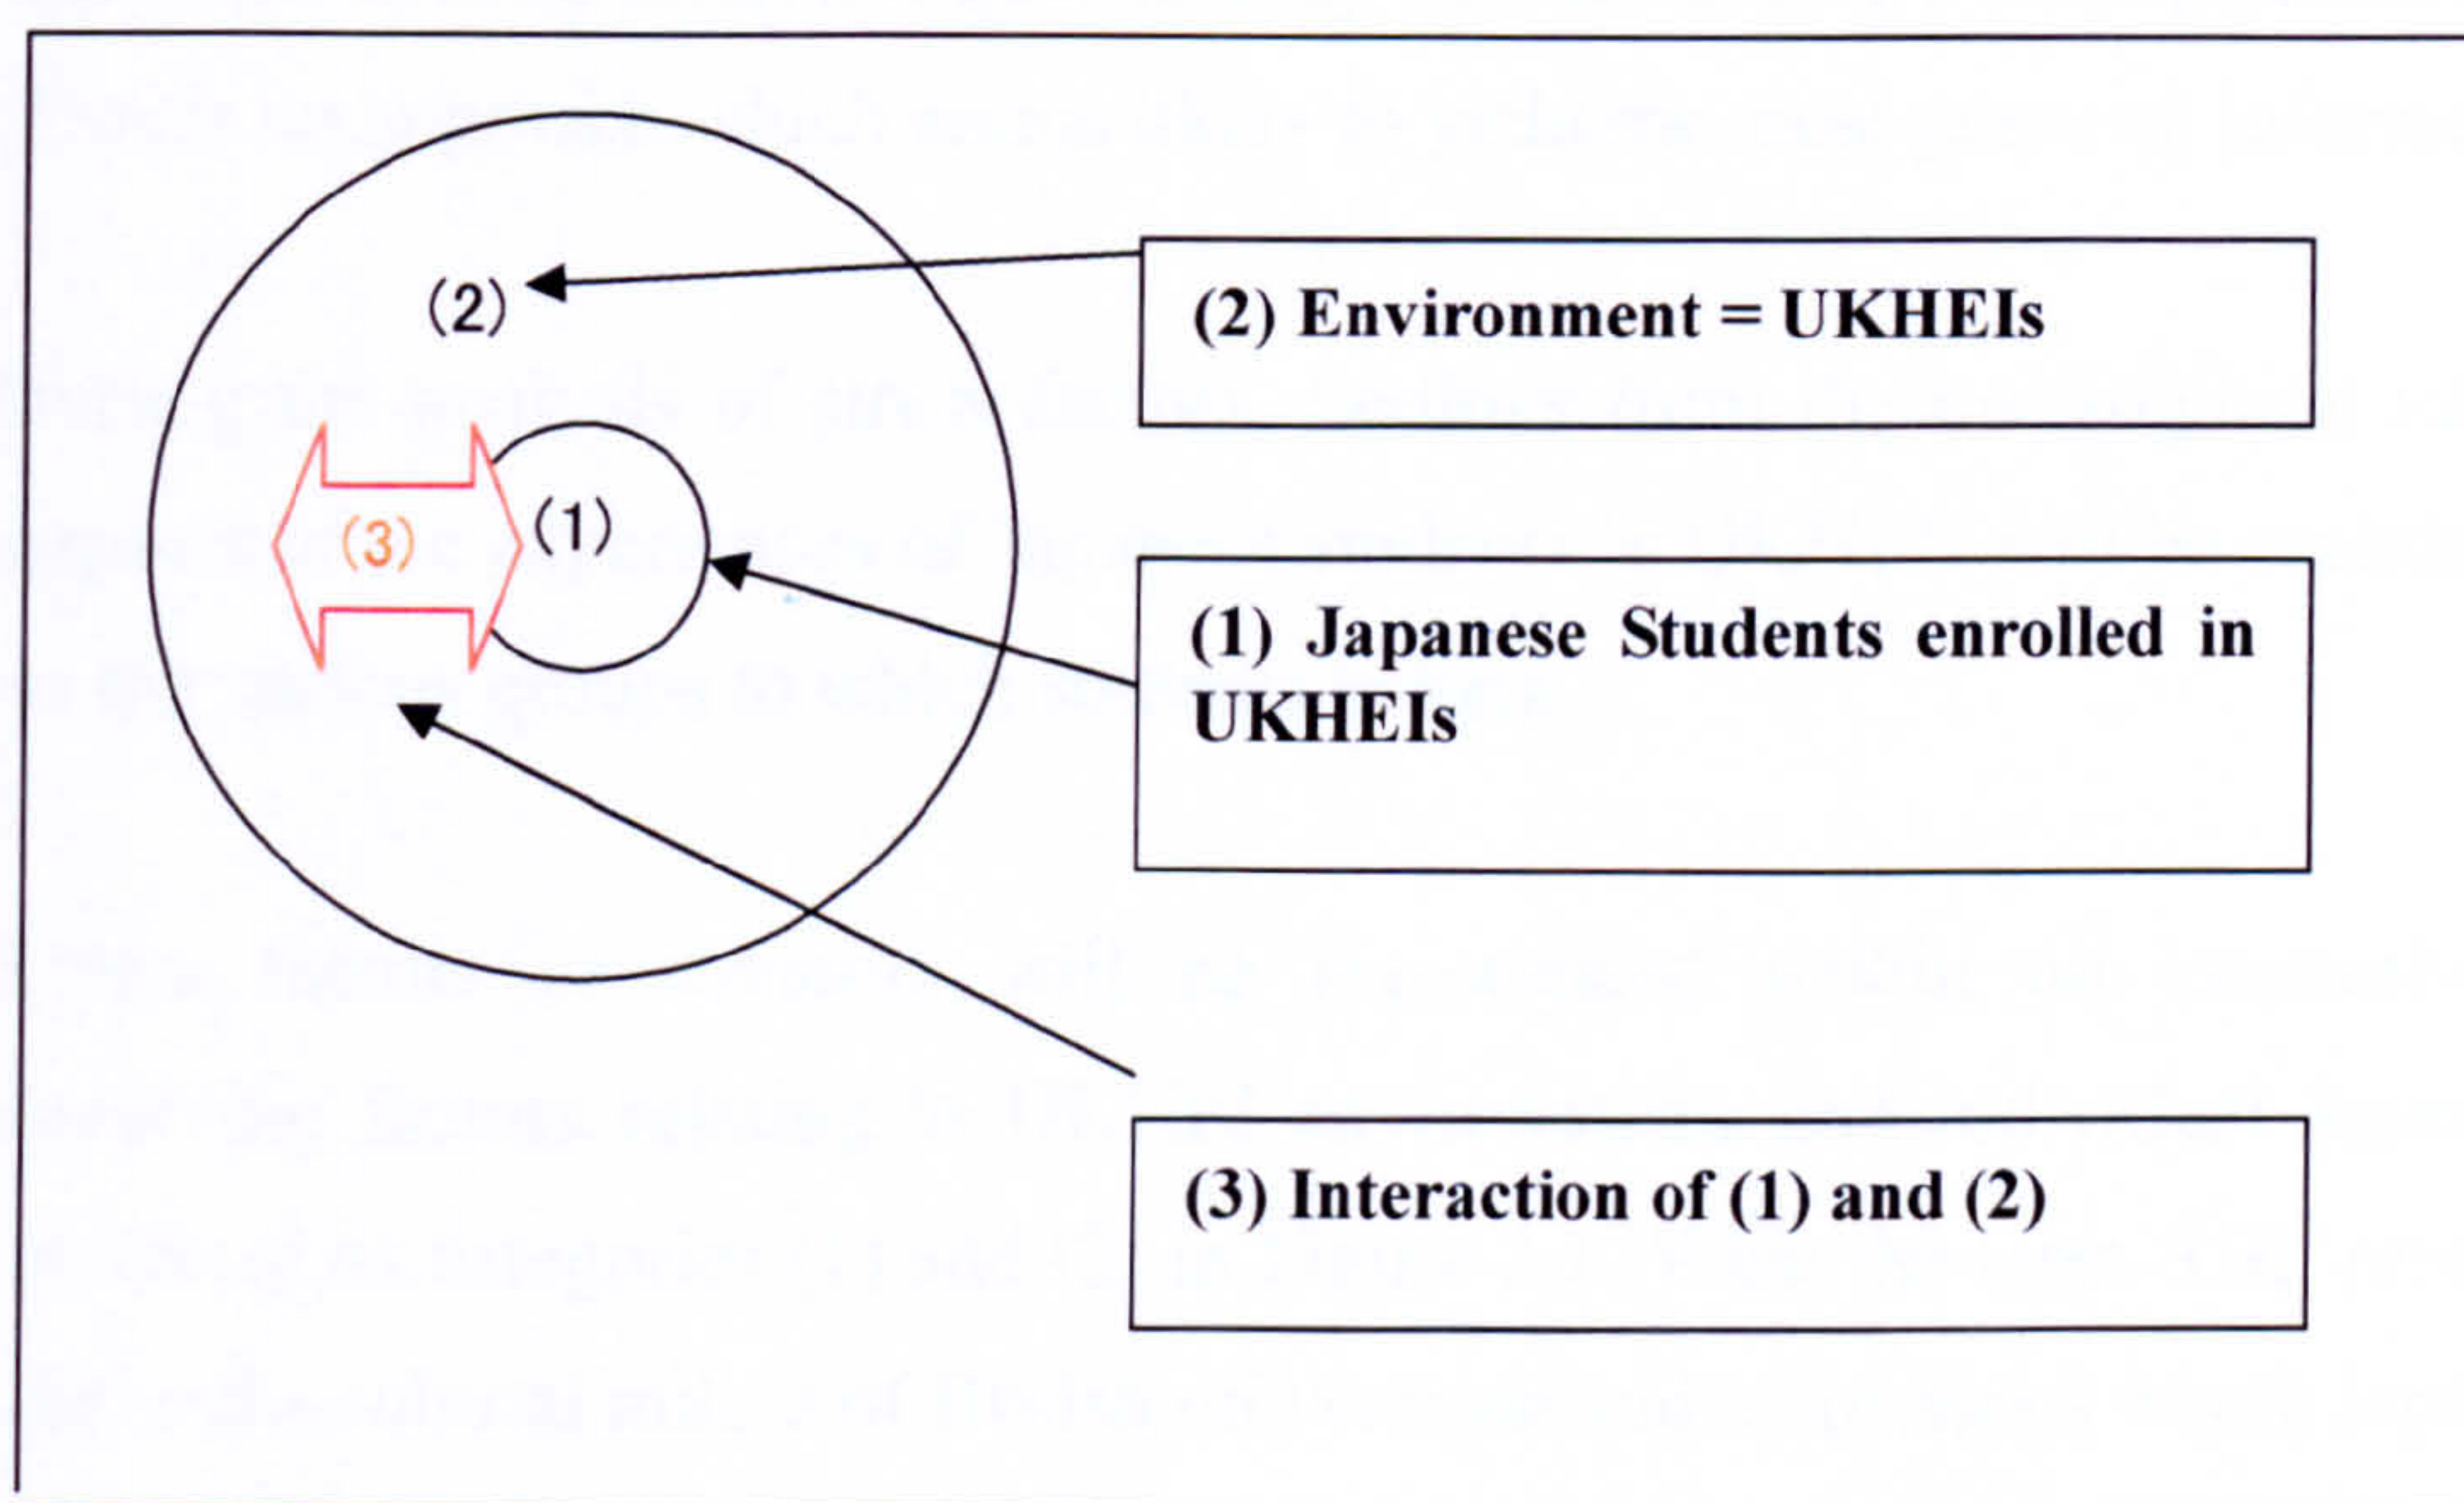 (2)
(2) Environment = UKHEIs
(3)
(1)
(1) Japanese Students enrolled in
UKHEIs
(3) Interaction of (1) and (2)